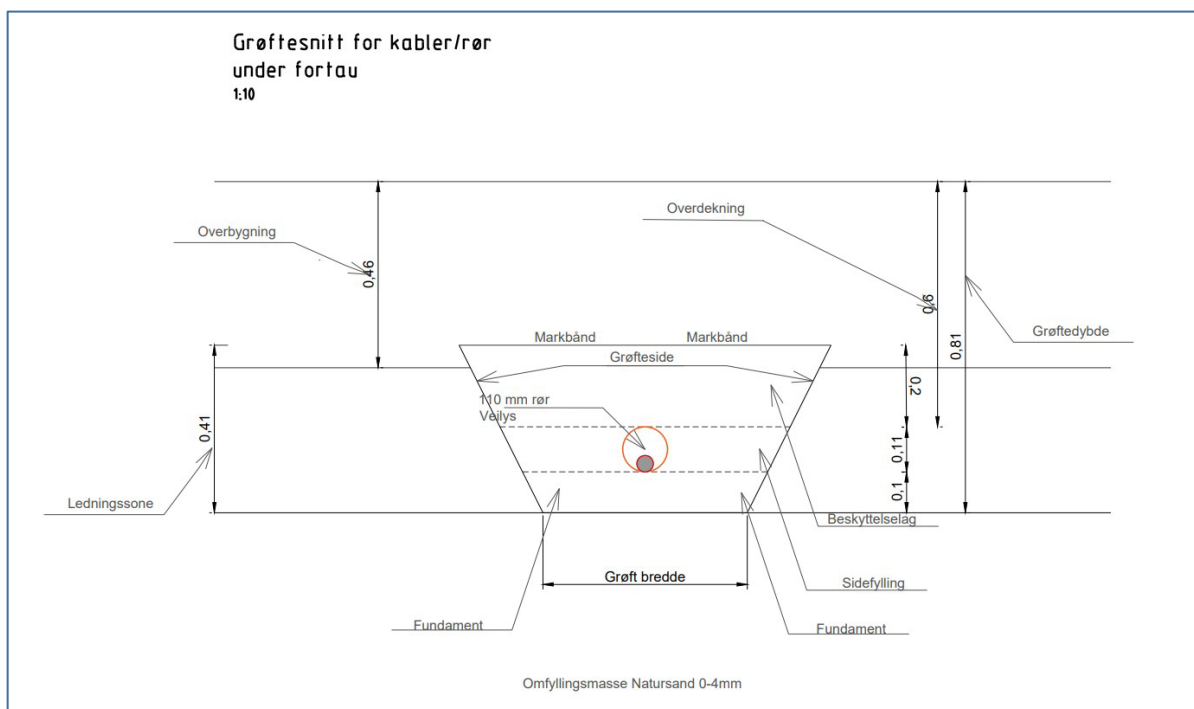 Grøftesnitt for kabler/rør
under fortau
1:10
Overdekning
Overbygning
0,46
0,6
Grøftedybde
0,81
Markbånd
Markbånd
Grøfteside
0,2
110 mm rør
Veilys
0,41
0,11
0,1
Ledningssone
Beskyttelselag
Grøft bredde
Sidefylling
Fundament
Fundament
Omfyllingsmasse Natursand 0-4mm